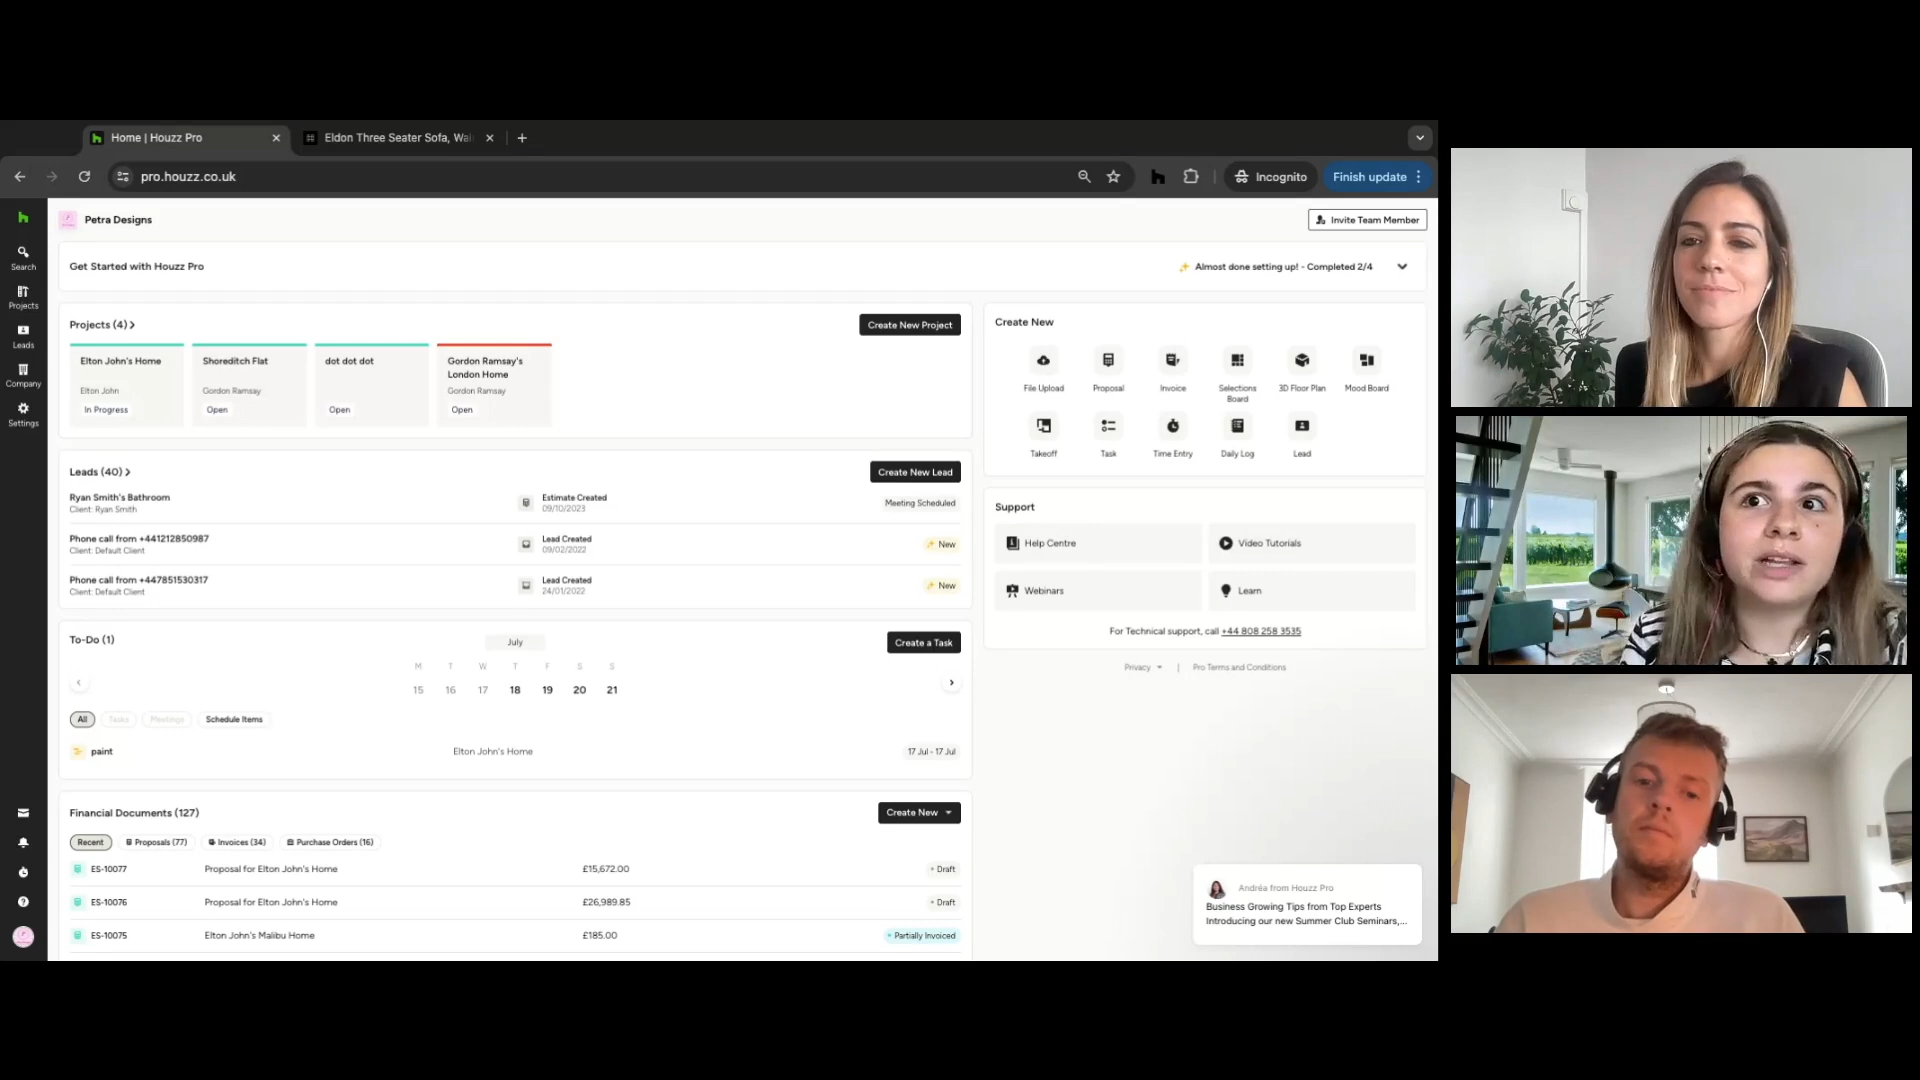 Home | Houzz Pro
Eldon Three Seater Sofa, Wal
pro.houzz.co.uk
Incognito
Finish update
Petra Designs
Invite Team Member
Search
Projects
Leads
Company
Settings
Get Started with Houzz Pro
Almost done setting up! - Completed 2/4
Projects (4)
Create New Project
Elton John's Home
Elton John
In Progress
Shoreditch Flat
Gordon Ramsay
Open
dot dot dot
Open
Gordon Ramsay's
London Home
Gordon Ramsay
Open
Leads (40)
Create New Lead
Ryan Smith's Bathroom
Client: Ryan Smith
Estimate Created
09/10/2023
Meeting Scheduled
Phone call from +441212850987
Client: Default Client
Lead Created
09/02/2022
New
Phone call from +447851530317
Client: Default Client
Lead Created
24/01/2022
New
To-Do (1)
July
Create a Task
M T W T F S S
15 16 17 18 19 20 21
All Tasks Meetings Schedule Items
paint
Elton John's Home
17 Jul - 17 Jul
Financial Documents (127)
Create New
Recent Proposals (77) Invoices (34) Purchase Orders (16)
ES-10077 Proposal for Elton John's Home £15,672.00 Draft
ES-10076 Proposal for Elton John's Home £26,989.85 Draft
ES-10075 Elton John's Malibu Home £185.00 Partially Invoiced
Create New
File Upload
Proposal
Invoice
Selections
Board
3D Floor Plan
Mood Board
Takeoff
Task
Time Entry
Daily Log
Lead
Support
Help Centre
Video Tutorials
Webinars
Learn
For Technical support, call +44 808 258 3535
Privacy | Pro Terms and Conditions
Andréa from Houzz Pro
Business Growing Tips from Top Experts
Introducing our new Summer Club Seminars,...